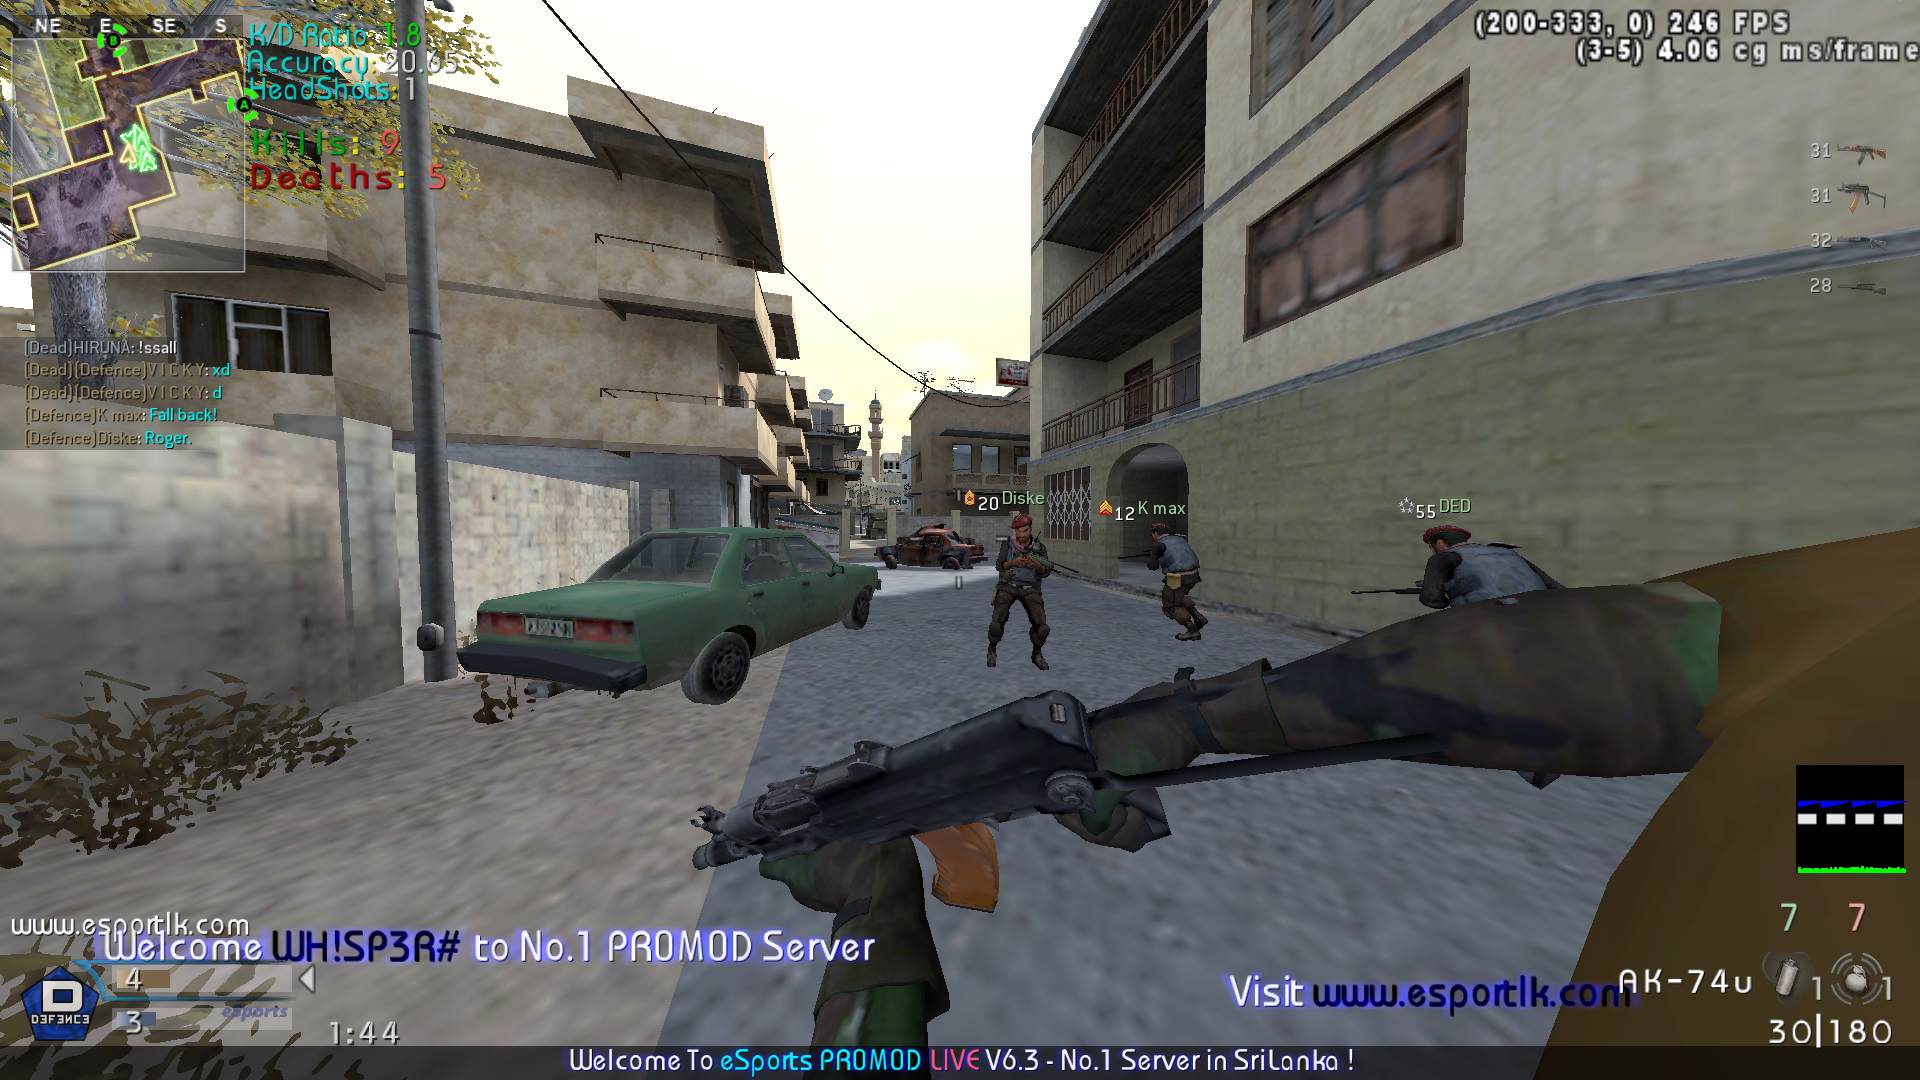 NE E SE S
B
A
K/D Ratio: 1.8
Accuracy: 20.65
HeadShots: 1
Kills: 9
Deaths: 5
(200-333, 0) 246 FPS
(3-5) 4.06 cg ms/frame
31
31
32
28
(Dead)HIRUNA: !ssall
(Dead)(Defence)V I C K Y: xd
(Dead)(Defence)V I C K Y: d
(Defence)K max: Fall back!
(Defence)Diske: Roger.
20 Diske
12 K max
55 DED
7 7
www.esportlk.com
Welcome WH!SP3R# to No.1 PROMOD Server
Visit www.esportlk.com
AK-74u
1 1
30|180
4
D
D3F3NC3
esports
3
1:44
Welcome To eSports PROMOD LIVE V6.3 - No.1 Server in SriLanka !